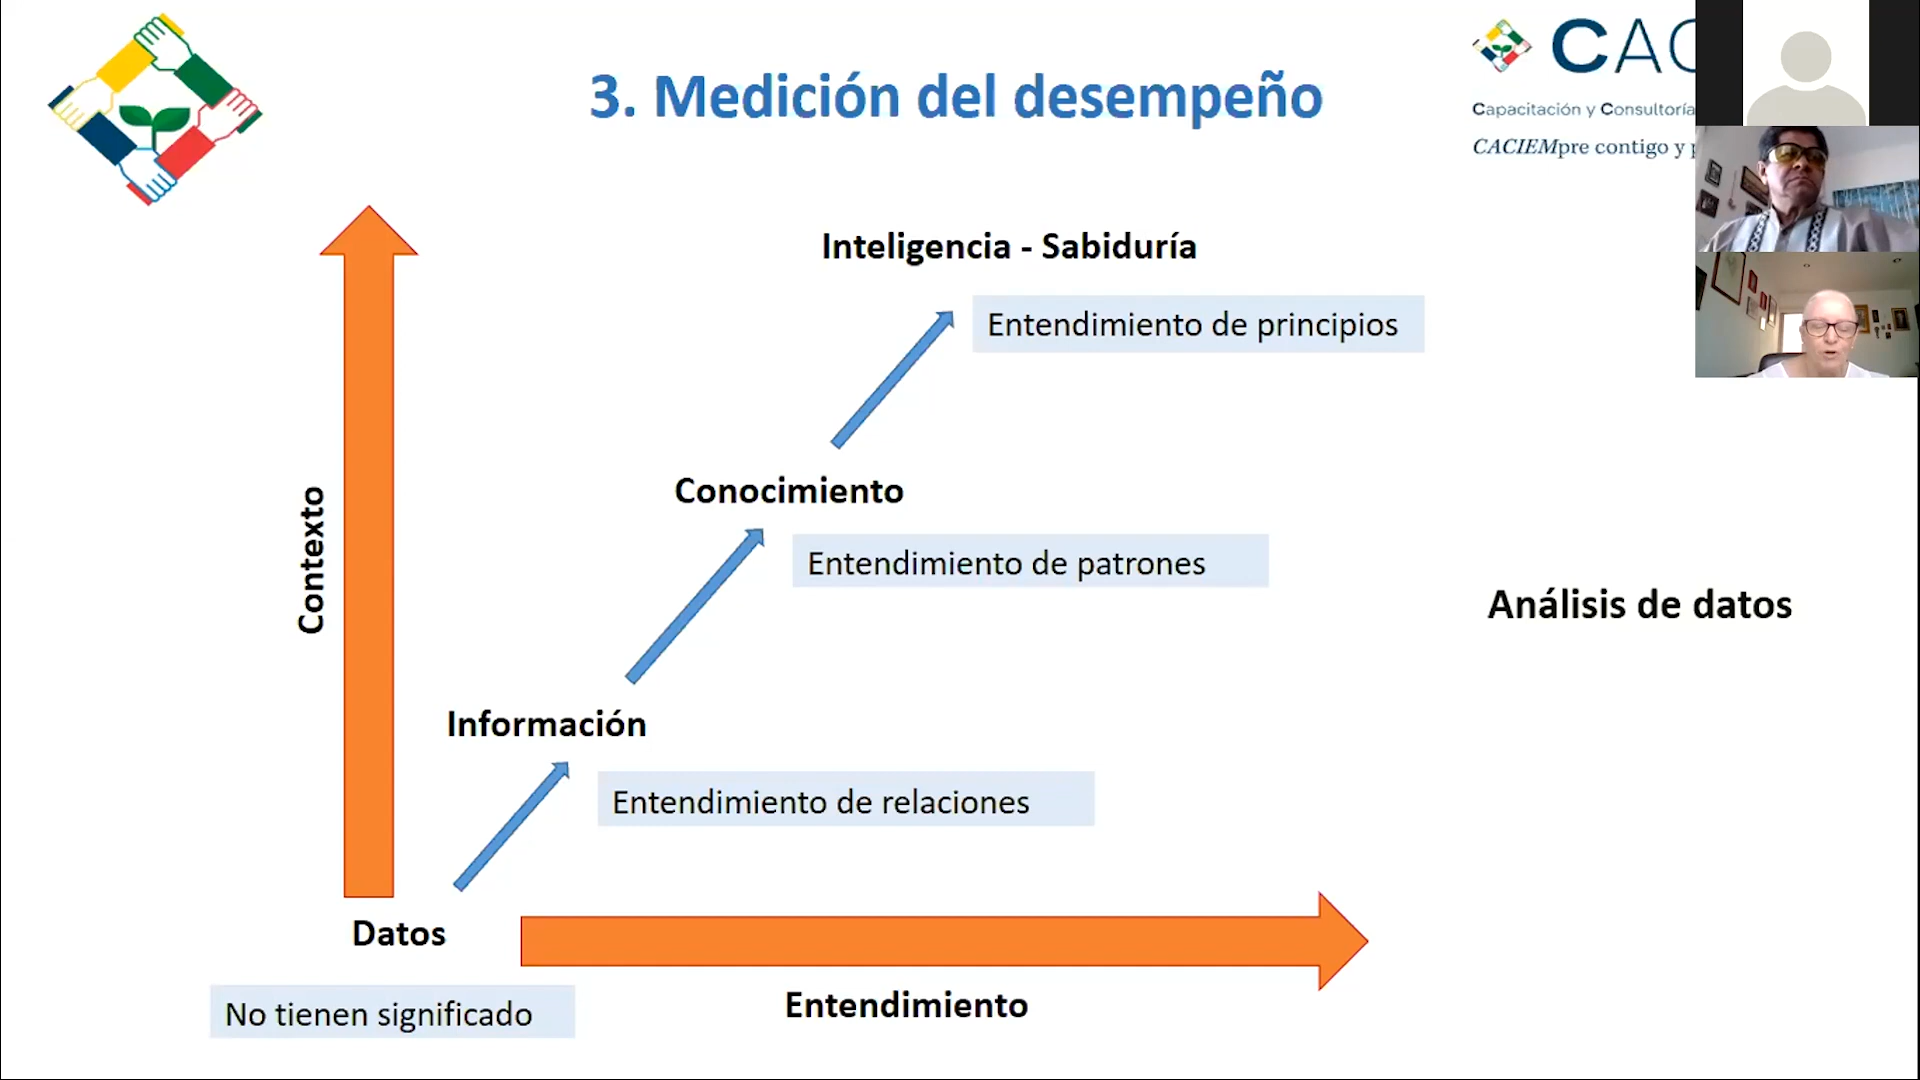 3. Medición del desempeño
CAC
Capacitación y Consultoría
CACIEMpre contigo y p
Inteligencia - Sabiduría
Entendimiento de principios
Conocimiento
Entendimiento de patrones
Contexto
Análisis de datos
Información
Entendimiento de relaciones
Datos
No tienen significado
Entendimiento